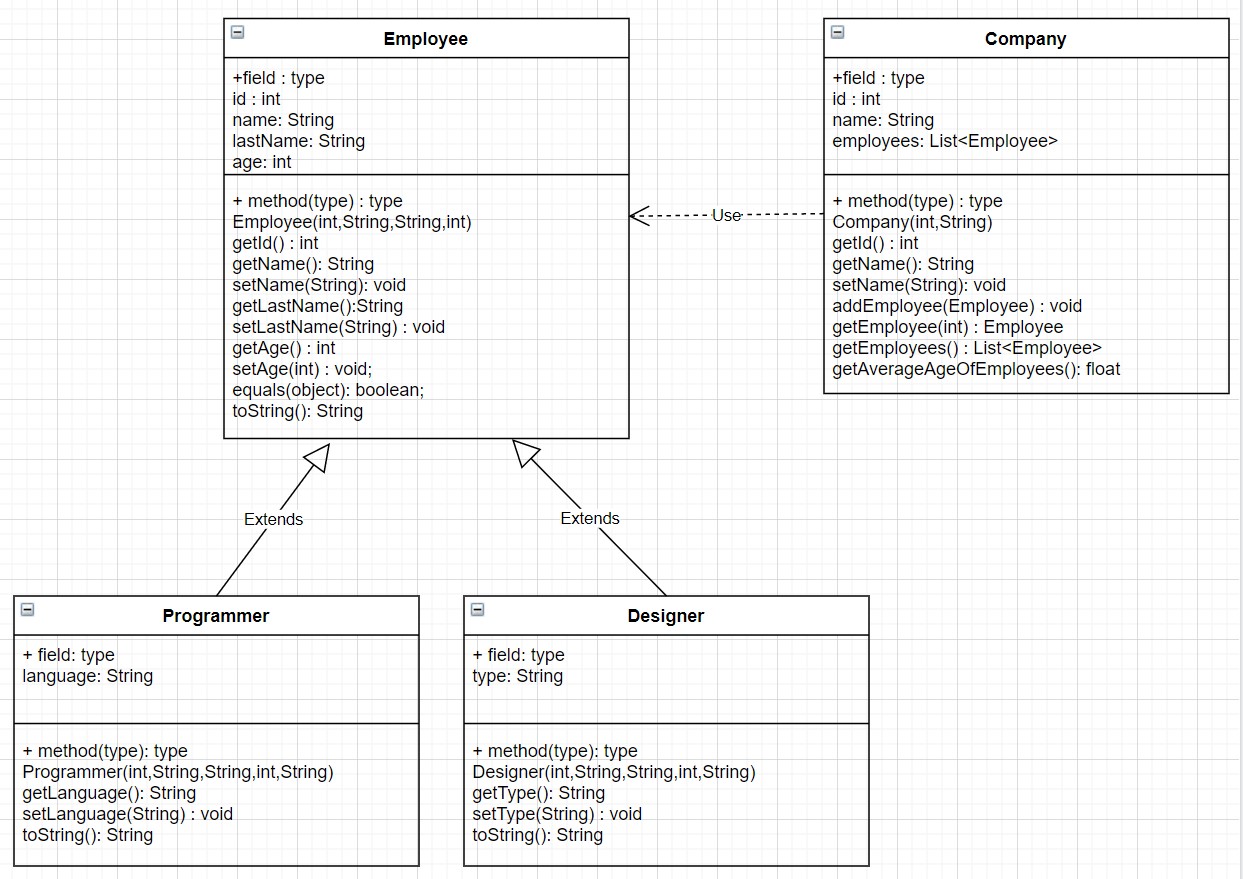 Employee
+field : type
id : int
name: String
lastName: String
age: int
+ method(type) : type
Employee(int,String,String,int)
getId() : int
getName(): String
setName(String): void
getLastName():String
setLastName(String) : void
getAge() : int
setAge(int) : void;
equals(object): boolean;
toString(): String
Use
Company
+field : type
id : int
name: String
employees: List<Employee>
+ method(type) : type
Company(int,String)
getId() : int
getName(): String
setName(String): void
addEmployee(Employee) : void
getEmployee(int) : Employee
getEmployees() : List<Employee>
getAverageAgeOfEmployees(): float
Extends
Extends
Programmer
+ field: type
language: String
+ method(type): type
Programmer(int,String,String,int,String)
getLanguage(): String
setLanguage(String) : void
toString(): String
Designer
+ field: type
type: String
+ method(type): type
Designer(int,String,String,int,String)
getType(): String
setType(String) : void
toString(): String